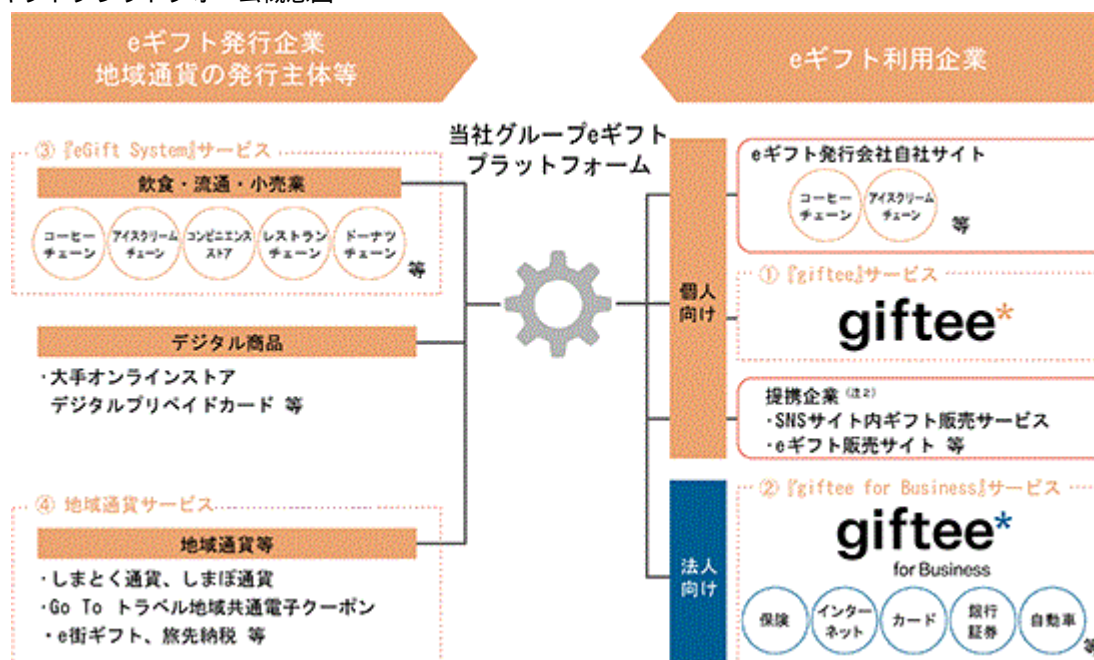 eギフト発行企業
地域通貨の発行主体等
eギフト利用企業
当社グループeギフト
プラットフォーム
③『eGift System』サービス
飲食・流通・小売業
コーヒー
チェーン
アイスクリーム
チェーン
コンビニエンス
ストア
レストラン
チェーン
ドーナツ
チェーン
等
デジタル商品
・大手オンラインストア
デジタルプリペイドカード 等
④ 地域通貨サービス
地域通貨等
・しまとく通貨、しまぽ通貨
・Go To トラベル地域共通電子クーポン
・e街ギフト、旅先納税 等
個人
向け
eギフト発行会社自社サイト
コーヒー
チェーン
アイスクリーム
チェーン
等
①『giftee』サービス
giftee*
提携企業(注2)
・SNSサイト内ギフト販売サービス
・eギフト販売サイト 等
法人
向け
②『giftee for Business』サービス
giftee*
for Business
保険
インター
ネット
カード
銀行
証券
自動車
等